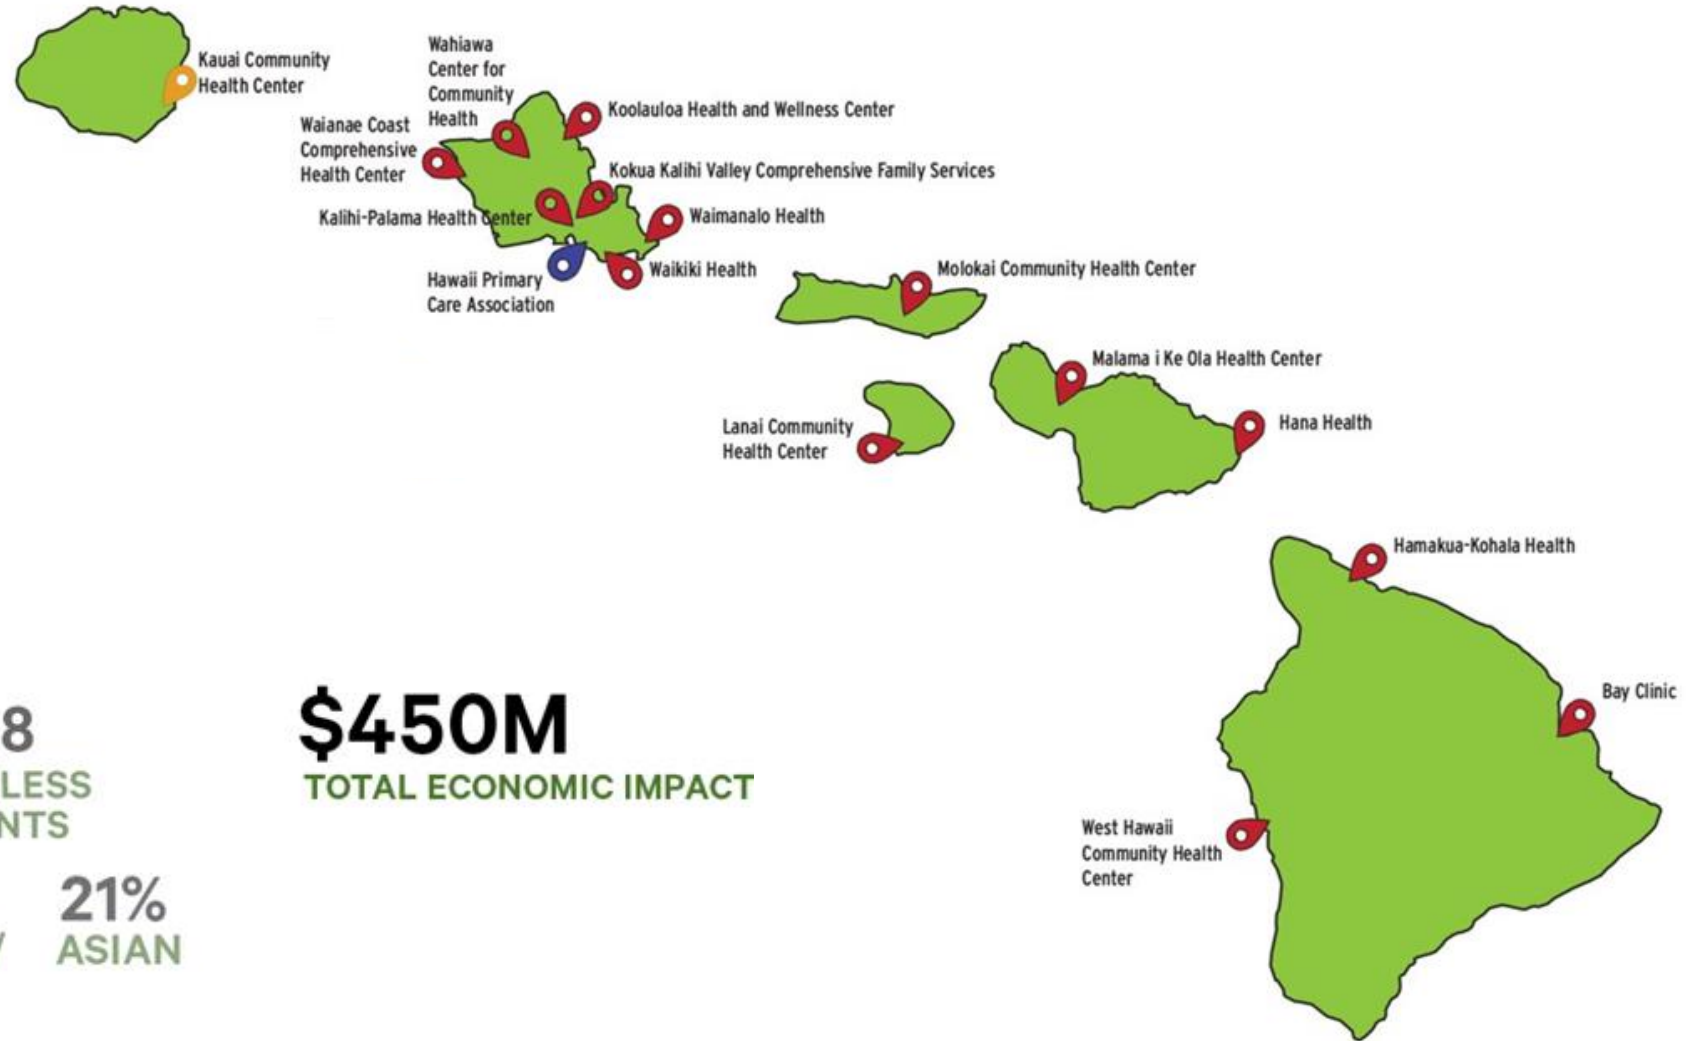 Kauai Community
Health Center
Wahiawa
Center for
Community
Health
Koolauloa Health and Wellness Center
Waianae Coast
Comprehensive
Health Center
Kokua Kalihi Valley Comprehensive Family Services
Kalihi-Palama Health Center
Waimanalo Health
Waikiki Health
Hawaii Primary
Care Association
Molokai Community Health Center
Malama i Ke Ola Health Center
Lanai Community
Health Center
Hana Health
Hamakua-Kohala Health
Bay Clinic
West Hawaii
Community Health
Center
8
LESS
NTS
21%
ASIAN
$450M
TOTAL ECONOMIC IMPACT